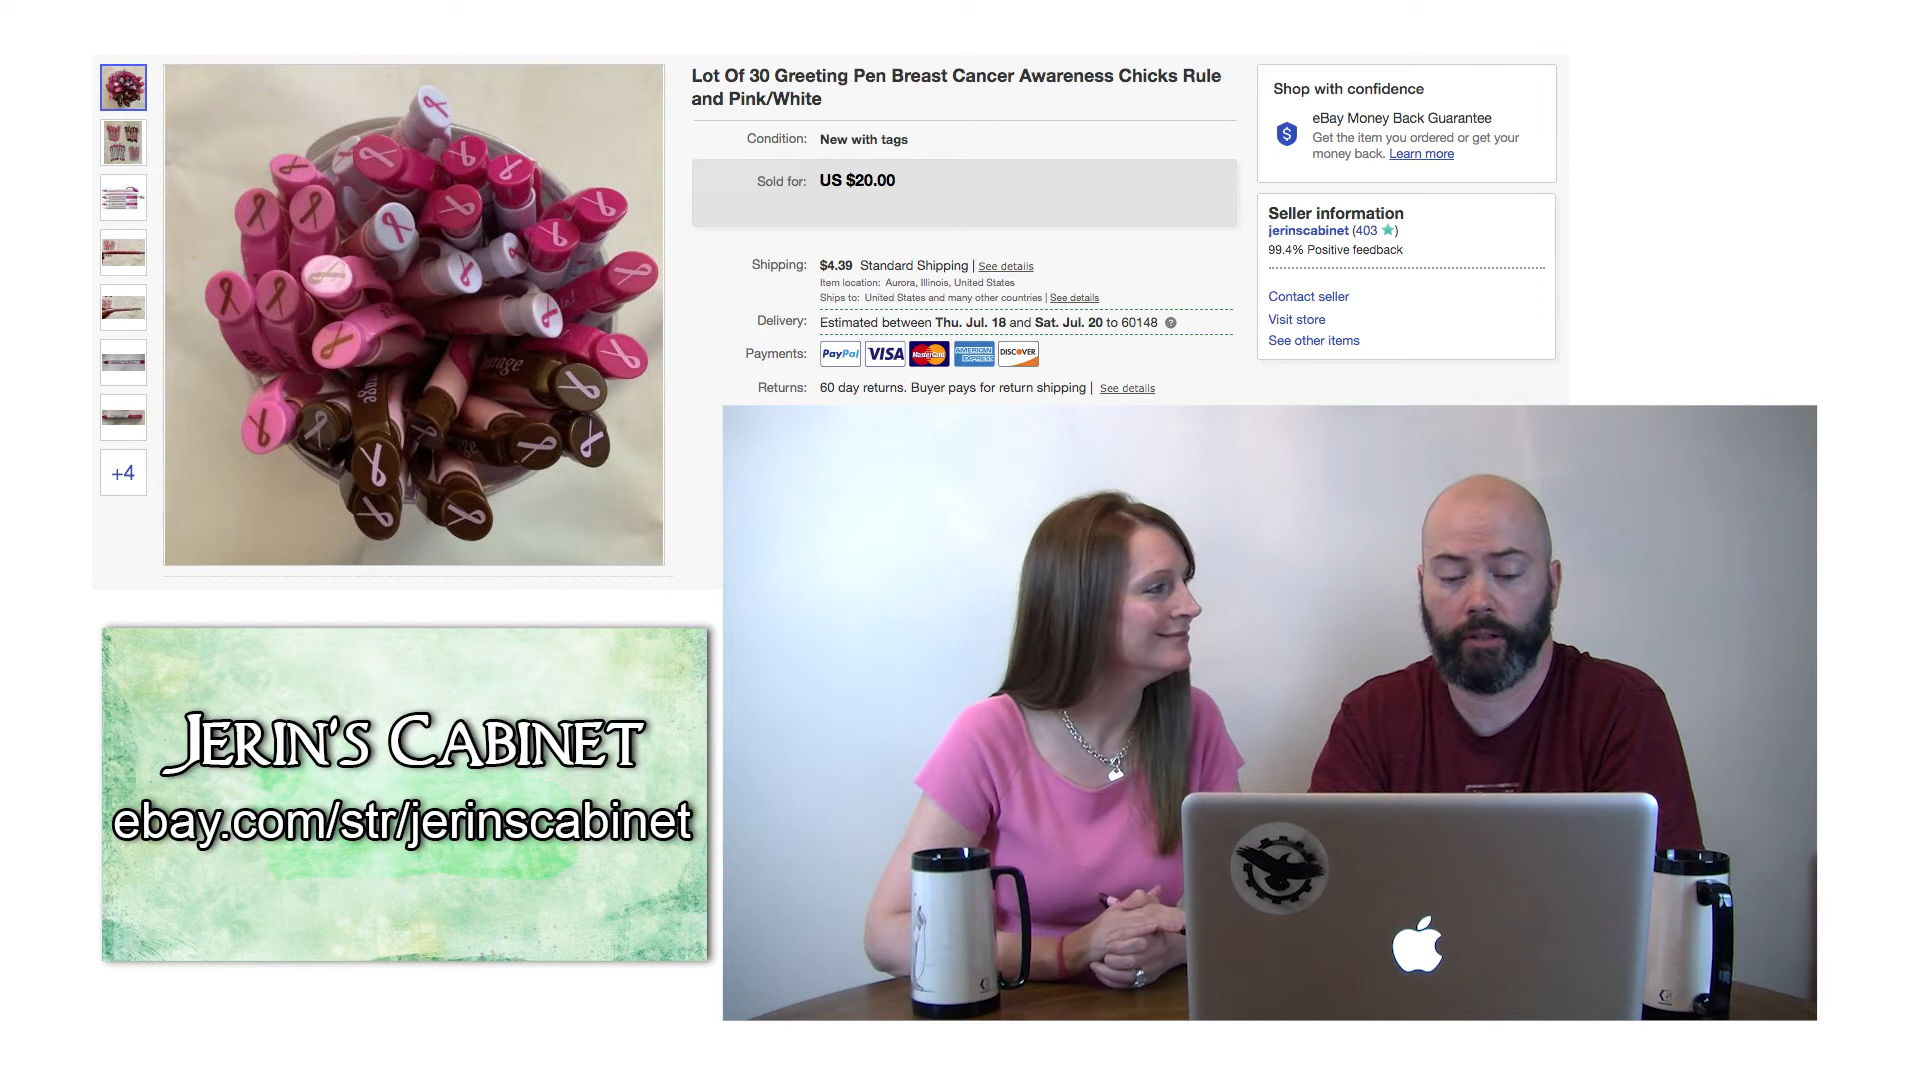 Lot Of 30 Greeting Pen Breast Cancer Awareness Chicks Rule
and Pink/White
Condition: New with tags
Sold for: US $20.00
Shipping: $4.39 Standard Shipping | See details
Item location: Aurora, Illinois, United States
Ships to: United States and many other countries | See details
Delivery: Estimated between Thu. Jul. 18 and Sat. Jul. 20 to 60148 ?
Payments: PayPal VISA MasterCard AMERICAN EXPRESS DISCOVER
Returns: 60 day returns. Buyer pays for return shipping | See details
Shop with confidence
$
eBay Money Back Guarantee
Get the item you ordered or get your
money back. Learn more
Seller information
jerinscabinet (403 ★)
99.4% Positive feedback
Contact seller
Visit store
See other items
+4
JERIN'S CABINET
ebay.com/str/jerinscabinet